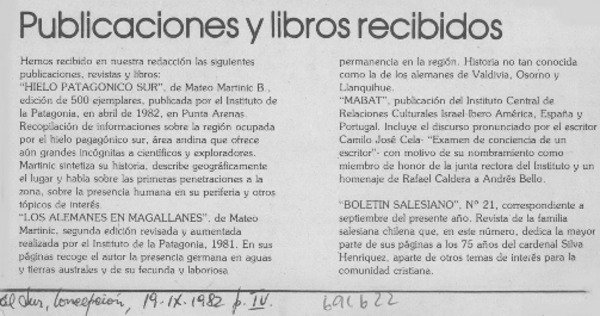 Publicaciones y libros recibidos
Hemos recibido en nuestra redacción las siguientes
publicaciones, revistas y libros:
"HIELO PATAGONICO SUR", de Mateo Martinic B.,
edición de 500 ejemplares, publicada por el Instituto de
la Patagonia, en abril de 1982, en Punta Arenas.
Recopilación de informaciones sobre la región ocupada
por el hielo pagagónico sur, área andina que ofrece
aún grandes incógnitas a científicos y exploradores.
Martinic sintetiza su historia, describe geográficamente
el lugar y habla sobre las primeras penetraciones a la
zona, sobre la presencia humana en su periferia y otros
tópicos de interés.
"LOS ALEMANES EN MAGALLANES", de Mateo
Martinic, segunda edición revisada y aumentada
realizada por el Instituto de la Patagonia, 1981. En sus
páginas recoge el autor la presencia germana en aguas
y tierras australes y de su fecunda y laboriosa
permanencia en la región. Historia no tan conocida
como la de los alemanes de Valdivia, Osorno y
Llanquihue.
"MABAT", publicación del Instituto Central de
Relaciones Culturales Israel-Ibero América, España y
Portugal. Incluye el discurso pronunciado por el escritor
Camilo José Cela- "Examen de conciencia de un
escritor"- con motivo de su nombramiento como
miembro de honor de la junta rectora del Instituto y un
homenaje de Rafael Caldera a Andrés Bello.
"BOLETIN SALESIANO", Nº 21, correspondiente a
septiembre del presente año. Revista de la familia
salesiana chilena que, en este número, dedica la mayor
parte de sus páginas a los 75 años del cardenal Silva
Henríquez, aparte de otros temas de interés para la
comunidad cristiana.
El Sur, Concepción, 19-IX-1982 p. IV. 691622